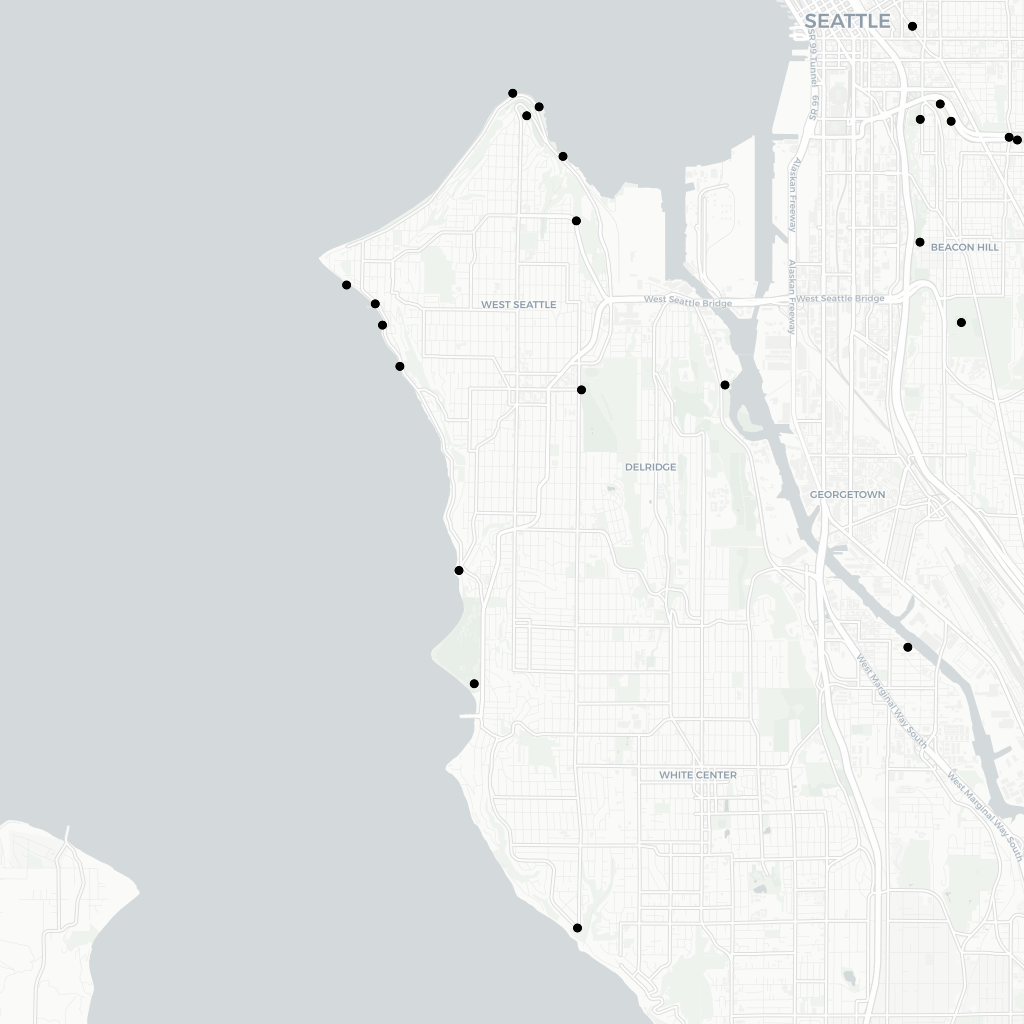 SEATTLE
SR 99 Tunnel
SR 99
Alaskan Freeway
BEACON HILL
Alaskan Freeway
West Seattle Bridge
West Seattle Bridge
WEST SEATTLE
DELRIDGE
GEORGETOWN
West Marginal Way South
WHITE CENTER
West Marginal Way South